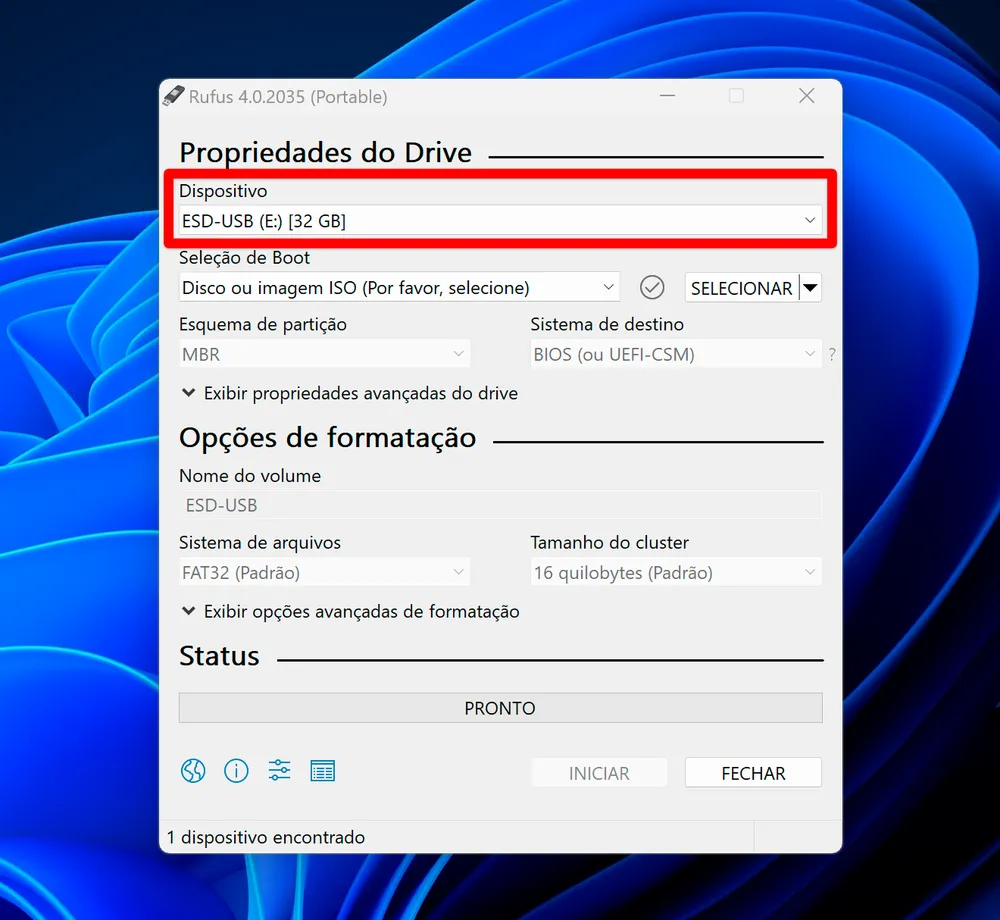 Rufus 4.0.2035 (Portable)
Propriedades do Drive
Dispositivo
ESD-USB (E:) [32 GB]
Seleção de Boot
Disco ou imagem ISO (Por favor, selecione)
SELECIONAR
Esquema de partição
Sistema de destino
MBR
BIOS (ou UEFI-CSM)
?
Exibir propriedades avançadas do drive
Opções de formatação
Nome do volume
ESD-USB
Sistema de arquivos
Tamanho do cluster
FAT32 (Padrão)
16 quilobytes (Padrão)
Exibir opções avançadas de formatação
Status
PRONTO
INICIAR
FECHAR
1 dispositivo encontrado